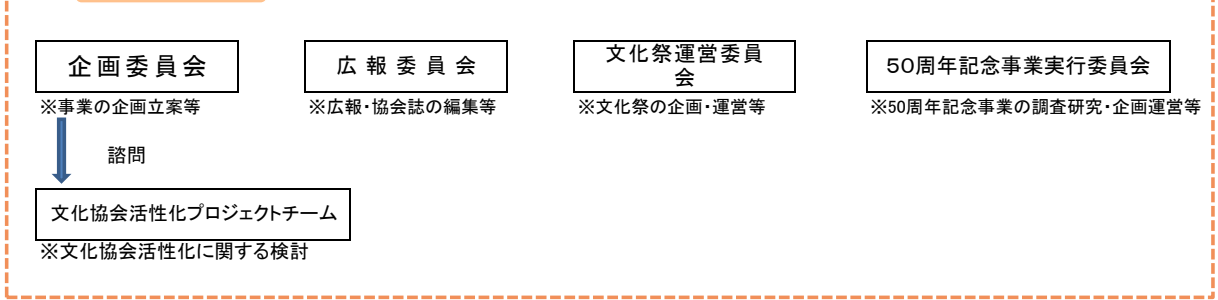 企画委員会
広報委員会
文化祭運営委員
会
50周年記念事業実行委員会
※事業の企画立案等
※広報・協会誌の編集等
※文化祭の企画・運営等
※50周年記念事業の調査研究・企画運営等
諮問
文化協会活性化プロジェクトチーム
※文化協会活性化に関する検討